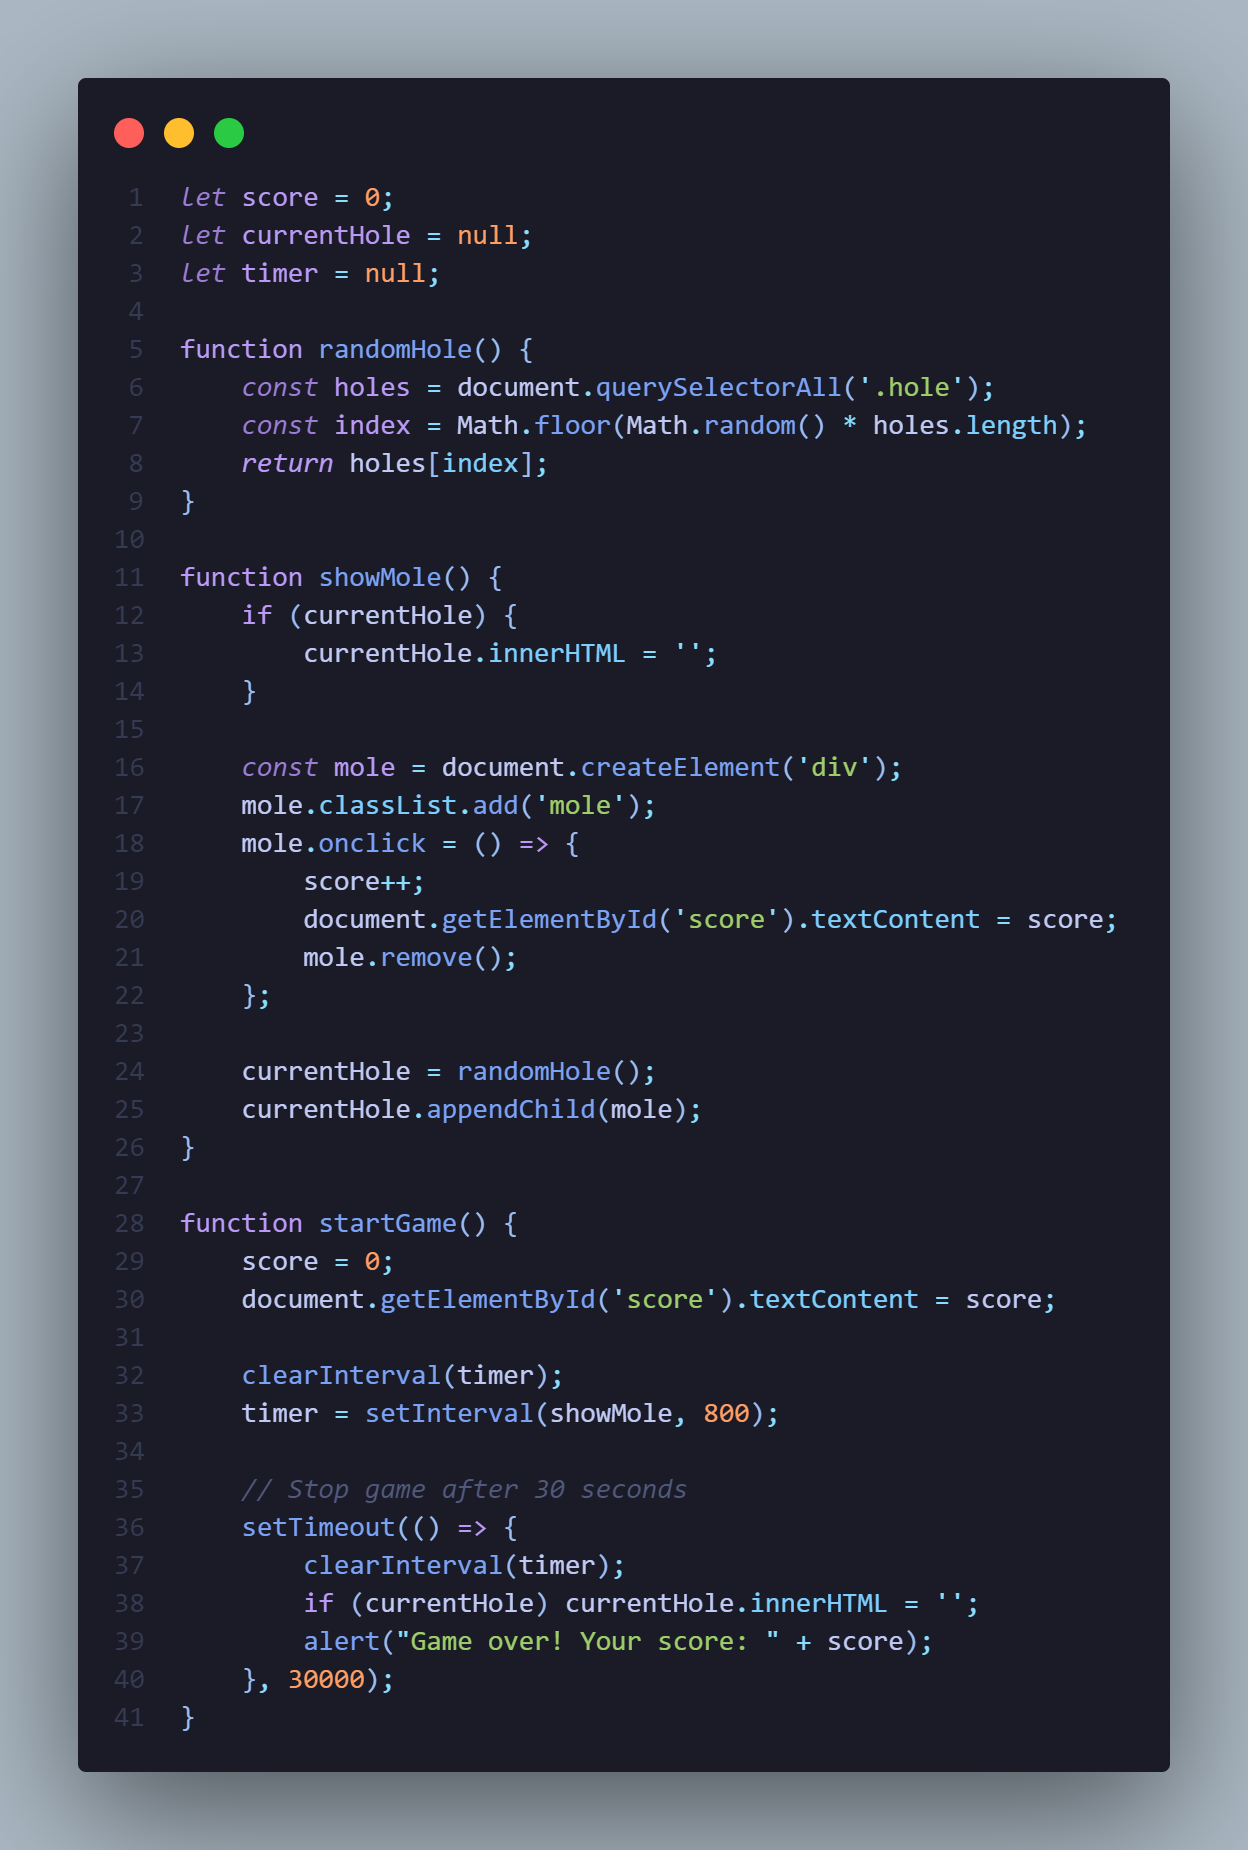 1 let score = 0;
2 let currentHole = null;
3 let timer = null;
4
5 function randomHole() {
6     const holes = document.querySelectorAll('.hole');
7     const index = Math.floor(Math.random() * holes.length);
8     return holes[index];
9 }
10
11 function showMole() {
12     if (currentHole) {
13         currentHole.innerHTML = '';
14     }
15
16     const mole = document.createElement('div');
17     mole.classList.add('mole');
18     mole.onclick = () => {
19         score++;
20         document.getElementById('score').textContent = score;
21         mole.remove();
22     };
23
24     currentHole = randomHole();
25     currentHole.appendChild(mole);
26 }
27
28 function startGame() {
29     score = 0;
30     document.getElementById('score').textContent = score;
31
32     clearInterval(timer);
33     timer = setInterval(showMole, 800);
34
35     // Stop game after 30 seconds
36     setTimeout(() => {
37         clearInterval(timer);
38         if (currentHole) currentHole.innerHTML = '';
39         alert("Game over! Your score: " + score);
40     }, 30000);
41 }